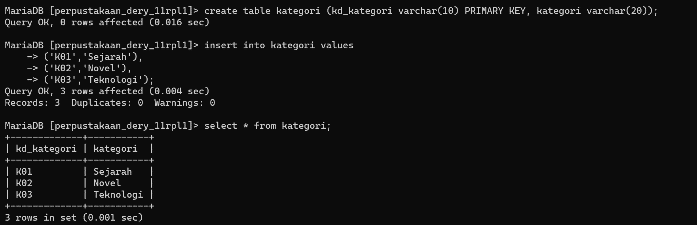 MariaDB [perpustakaan_dery_11rpl1]> create table kategori (kd_kategori varchar(10) PRIMARY KEY, kategori varchar(20));
Query OK, 0 rows affected (0.016 sec)

MariaDB [perpustakaan_dery_11rpl1]> insert into kategori values
    -> ('K01','Sejarah'),
    -> ('K02','Novel'),
    -> ('K03','Teknologi');
Query OK, 3 rows affected (0.004 sec)
Records: 3  Duplicates: 0  Warnings: 0

MariaDB [perpustakaan_dery_11rpl1]> select * from kategori;
+-------------+-----------+
| kd_kategori | kategori  |
+-------------+-----------+
| K01         | Sejarah   |
| K02         | Novel     |
| K03         | Teknologi |
+-------------+-----------+
3 rows in set (0.001 sec)